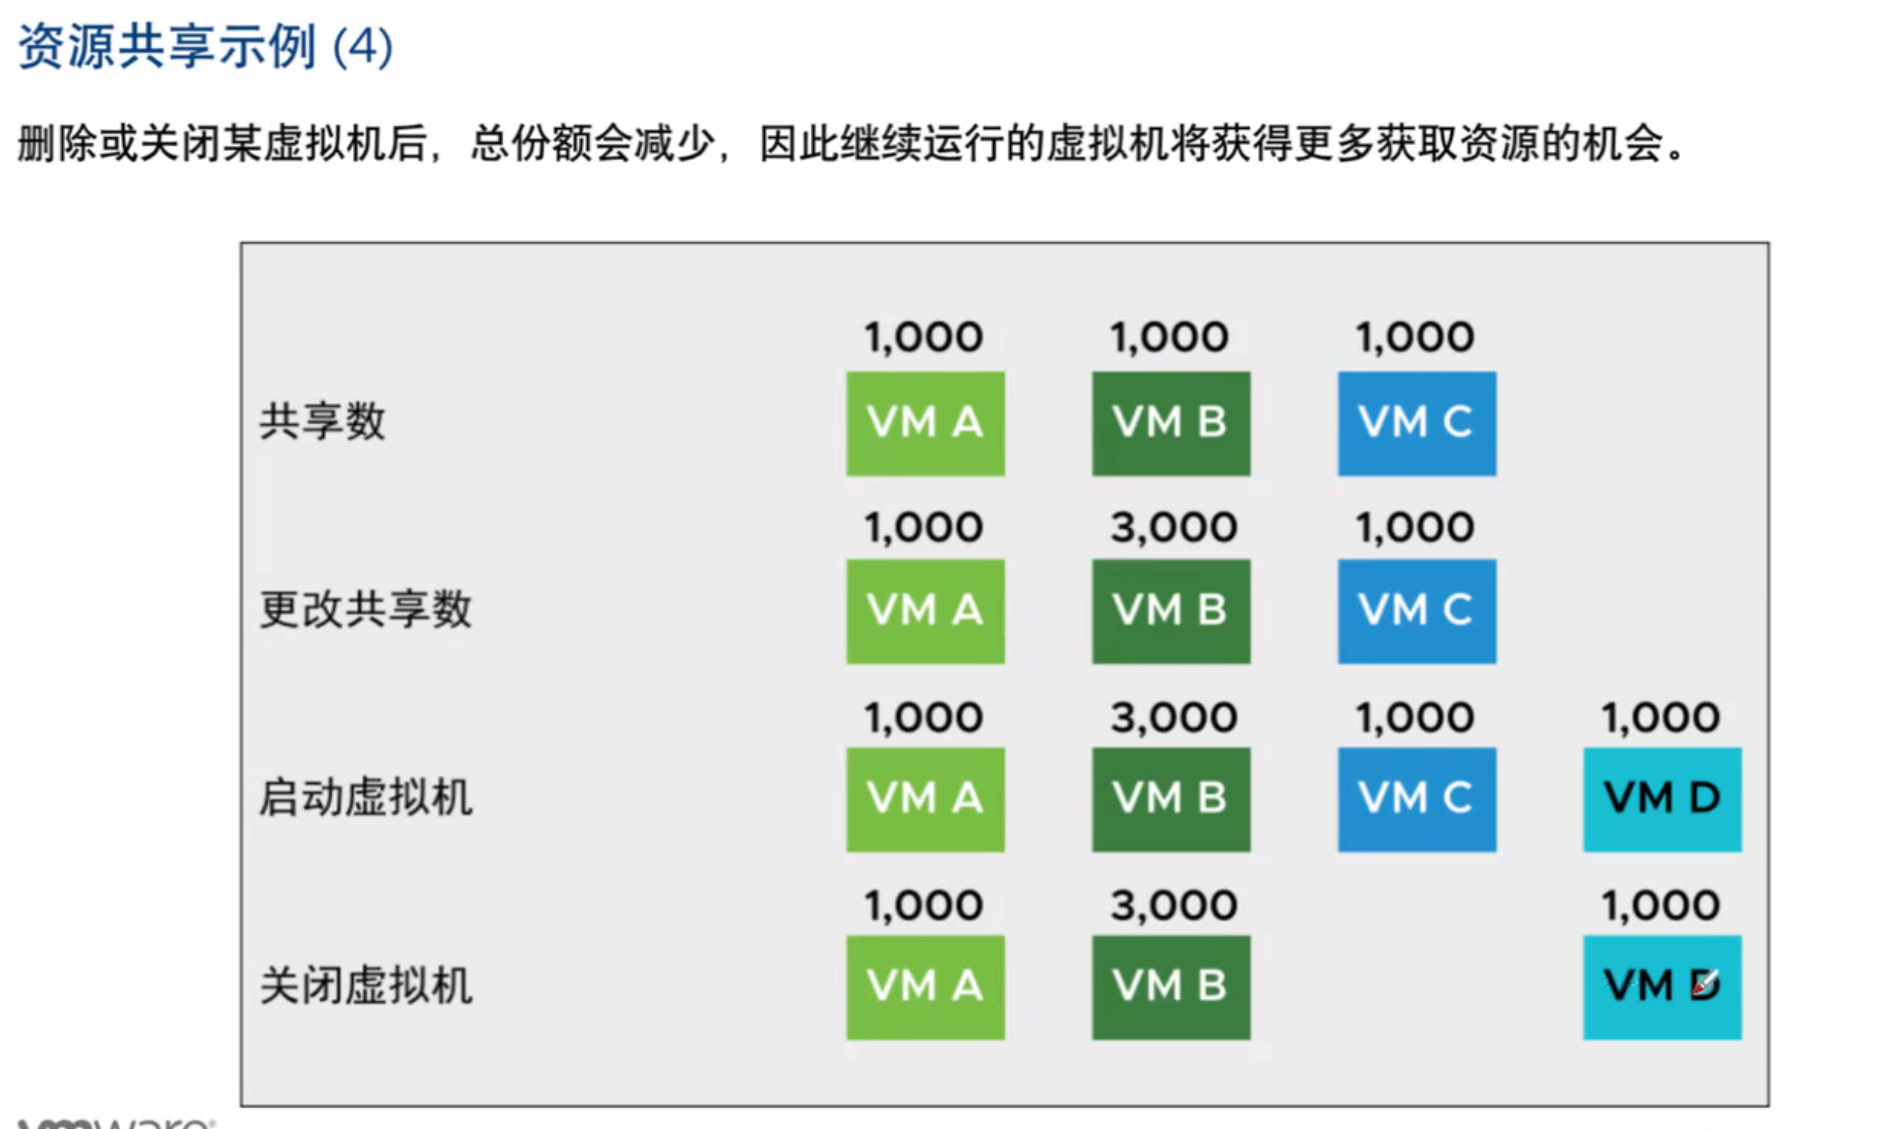 资源共享示例 (4)
删除或关闭某虚拟机后，总份额会减少，因此继续运行的虚拟机将获得更多获取资源的机会。
1,000 1,000 1,000
共享数 VM A VM B VM C
1,000 3,000 1,000
更改共享数 VM A VM B VM C
1,000 3,000 1,000 1,000
启动虚拟机 VM A VM B VM C VM D
1,000 3,000 1,000
关闭虚拟机 VM A VM B VM D
vmware®